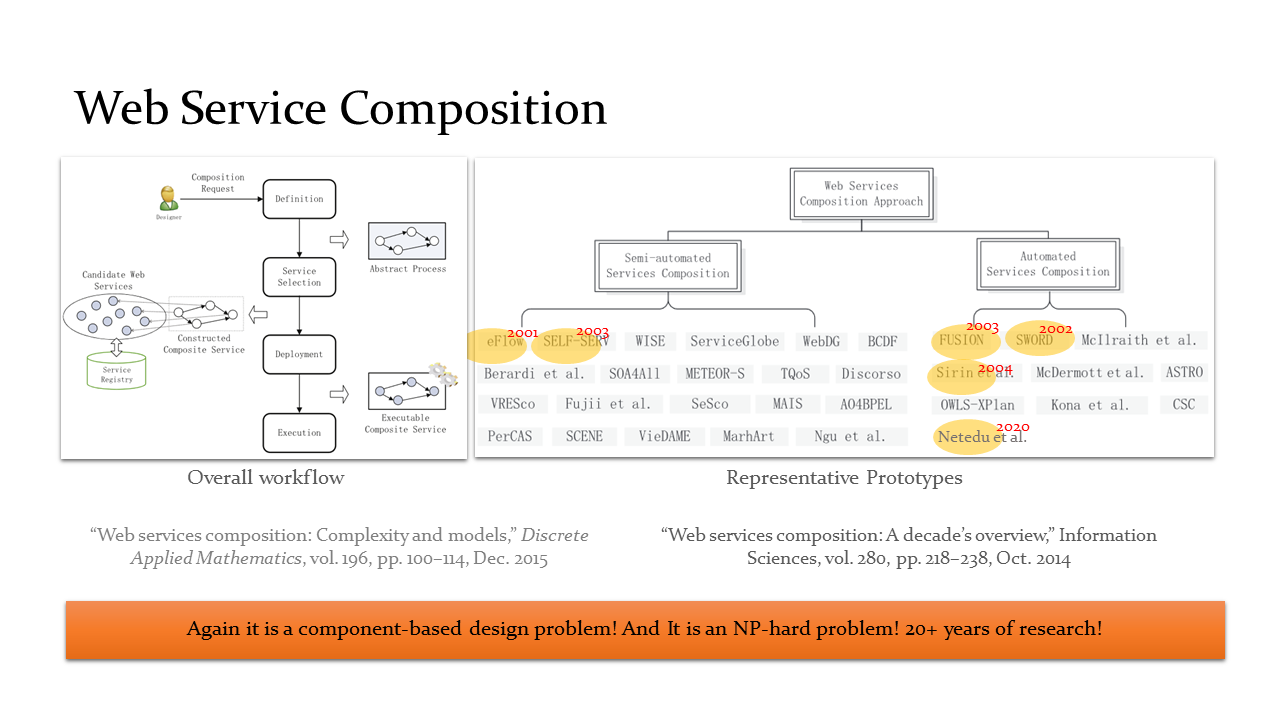 Web Service Composition
Composition
Request
Designer
Definition
Abstract Process
Service
Selection
Candidate Web
Services
Constructed
Composite Service
Service
Registry
Deployment
Executable
Composite Service
Execution
Web Services
Composition Approach
Semi-automated
Services Composition
Automated
Services Composition
eFlow 2001 SELF-SERV 2003 WISE ServiceGlobe WebDG BCDF
Berardi et al. SOA4All METEOR-S TQoS Discorso
VRESco Fujii et al. SeSco MAIS AO4BPEL
PerCAS SCENE VieDAME MarhArt Ngu et al.
FUSION 2003 SWORD 2002 McIlraith et al.
Sirin et al. 2004 McDermott et al. ASTRO
OWLS-XPlan Kona et al. CSC
Netedu et al. 2020
Overall workflow
Representative Prototypes
“Web services composition: Complexity and models,” Discrete
Applied Mathematics, vol. 196, pp. 100–114, Dec. 2015
“Web services composition: A decade’s overview,” Information
Sciences, vol. 280, pp. 218–238, Oct. 2014
Again it is a component-based design problem! And It is an NP-hard problem! 20+ years of research!